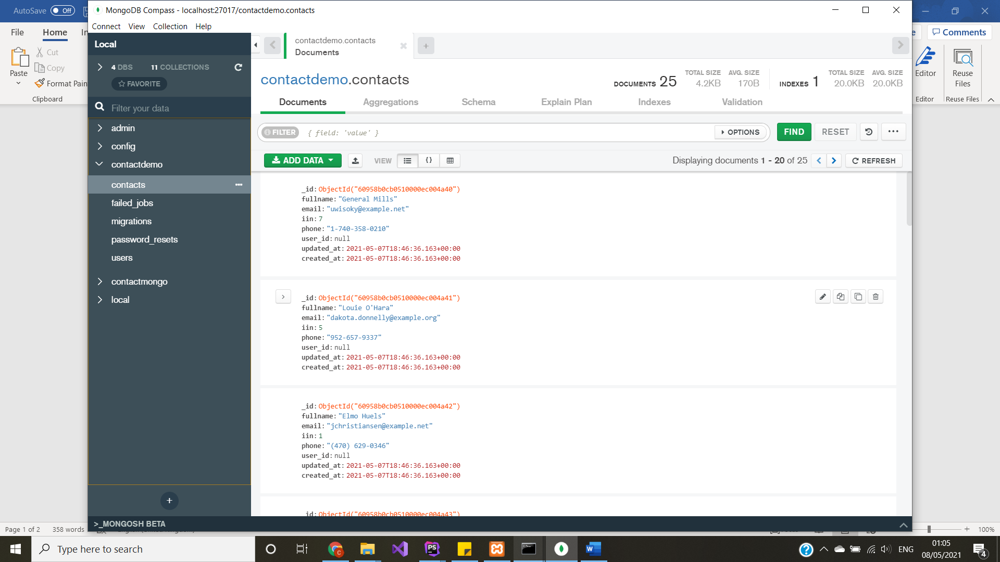 AutoSave Off
MongoDB Compass - localhost:27017/contactdemo.contacts
Connect View Collection Help
File Home In
Comments
Local
contactdemo.contacts
Documents
Cut
Copy
Paste
Format Pain
Clipboard
Editor
Reuse
Files
Editor
Reuse Files
4 DBS 11 COLLECTIONS
FAVORITE
Filter your data
admin
config
contactdemo
contacts
failed_jobs
migrations
password_resets
users
contactmongo
local
contactdemo.contacts
DOCUMENTS 25
TOTAL SIZE AVG. SIZE
4.2KB 170B
INDEXES 1
TOTAL SIZE AVG. SIZE
20.0KB 20.0KB
Documents Aggregations Schema Explain Plan Indexes Validation
FILTER { field: 'value' } OPTIONS FIND RESET
ADD DATA VIEW Displaying documents 1 - 20 of 25 REFRESH
_id: ObjectId("60958b0cb0510000ec004a40")
fullname: "General Mills"
email: "uwisoky@example.net"
iin: 7
phone: "1-740-358-0210"
user_id: null
updated_at: 2021-05-07T18:46:36.163+00:00
created_at: 2021-05-07T18:46:36.163+00:00
_id: ObjectId("60958b0cb0510000ec004a41")
fullname: "Louie O'Hara"
email: "dakota.donnelly@example.org"
iin: 5
phone: "952-657-9337"
user_id: null
updated_at: 2021-05-07T18:46:36.163+00:00
created_at: 2021-05-07T18:46:36.163+00:00
_id: ObjectId("60958b0cb0510000ec004a42")
fullname: "Elmo Huels"
email: "jchristiansen@example.net"
iin: 1
phone: "(470) 629-0346"
user_id: null
updated_at: 2021-05-07T18:46:36.163+00:00
created_at: 2021-05-07T18:46:36.163+00:00
_id: ObjectId("60958b0cb0510000ec004a43")
>_MONGOSH BETA
Page 1 of 2 358 words
100%
Type here to search
ENG
01:05
08/05/2021
4